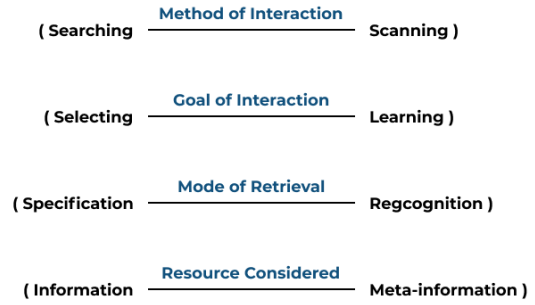 Method of Interaction
( Searching Scanning )
Goal of Interaction
( Selecting Learning )
Mode of Retrieval
( Specification Regcognition )
Resource Considered
( Information Meta-information )